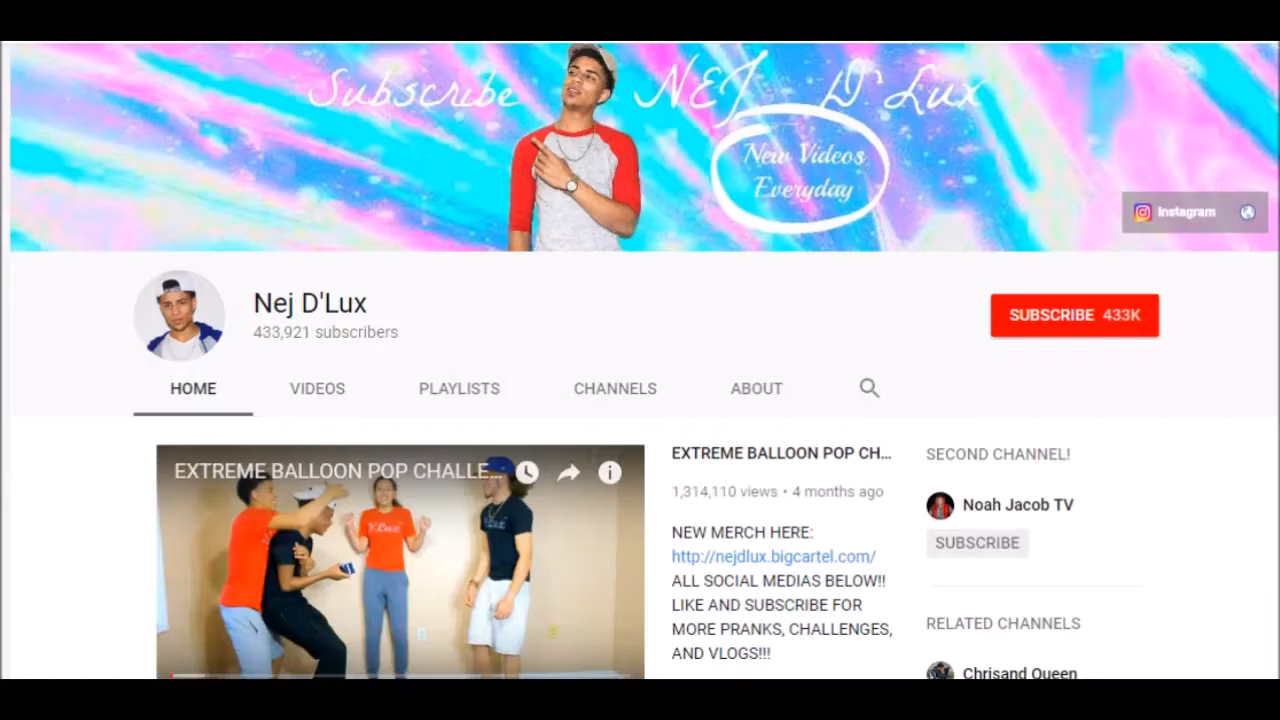 Subscribe NEJ D'Lux
New Videos
Everyday
Instagram
Nej D'Lux
433,921 subscribers
SUBSCRIBE 433K
HOME VIDEOS PLAYLISTS CHANNELS ABOUT
EXTREME BALLOON POP CHALLE...
EXTREME BALLOON POP CH...
1,314,110 views • 4 months ago
NEW MERCH HERE:
http://nejdlux.bigcartel.com/
ALL SOCIAL MEDIAS BELOW!!
LIKE AND SUBSCRIBE FOR
MORE PRANKS, CHALLENGES,
AND VLOGS!!!
SECOND CHANNEL!
Noah Jacob TV
SUBSCRIBE
RELATED CHANNELS
Chrisand Queen